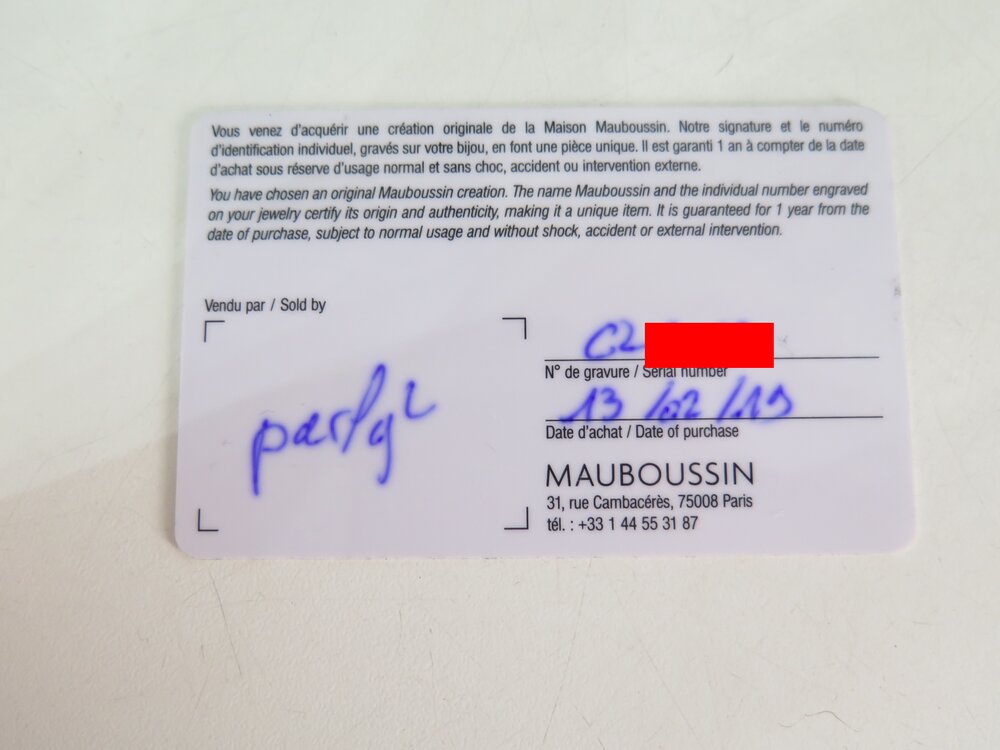 Vous venez d'acquérir une création originale de la Maison Mauboussin. Notre signature et le numéro
d'identification individuel, gravés sur votre bijou, en font une pièce unique. Il est garanti 1 an à compter de la date
d'achat sous réserve d'usage normal et sans choc, accident ou intervention externe.
You have chosen an original Mauboussin creation. The name Mauboussin and the individual number engraved
on your jewelry certify its origin and authenticity, making it a unique item. It is guaranteed for 1 year from the
date of purchase, subject to normal usage and without shock, accident or external intervention.
Vendu par / Sold by
C2
N° de gravure / Serial number
13/02/19
Date d'achat / Date of purchase
MAUBOUSSIN
31, rue Cambacérès, 75008 Paris
tél. : +33 1 44 55 31 87